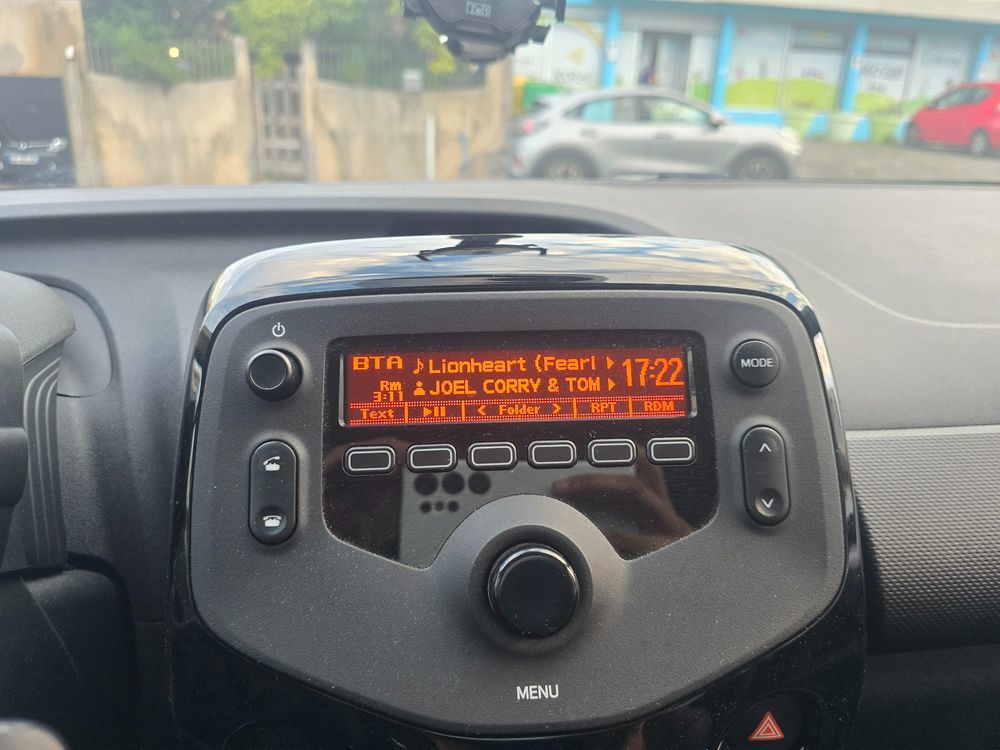 BTA ♪ Lionheart (Fearl 17:22
Rm
3:11 JOEL CORRY & TOM
Text ▶II < Folder > RPT RDM
MODE
MENU